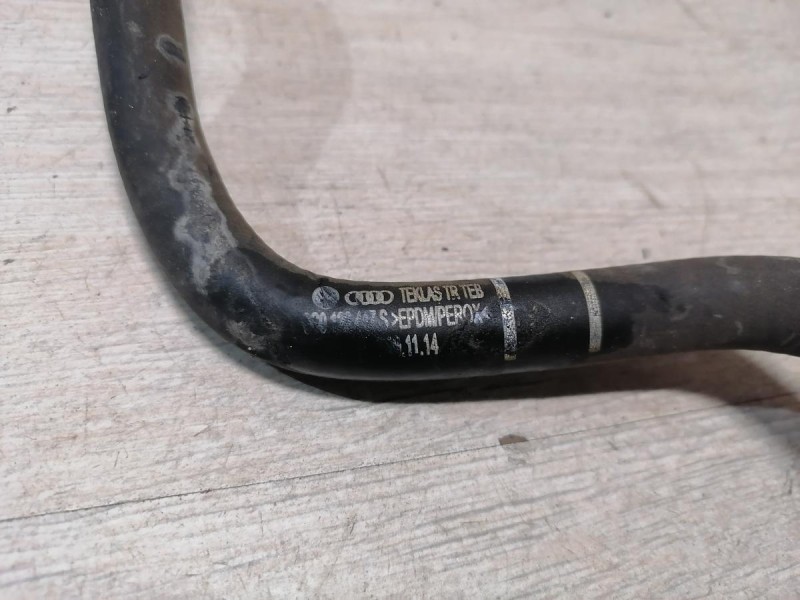 TEKLAS TR TEB
S >EPDM/PEROX<
.11.14